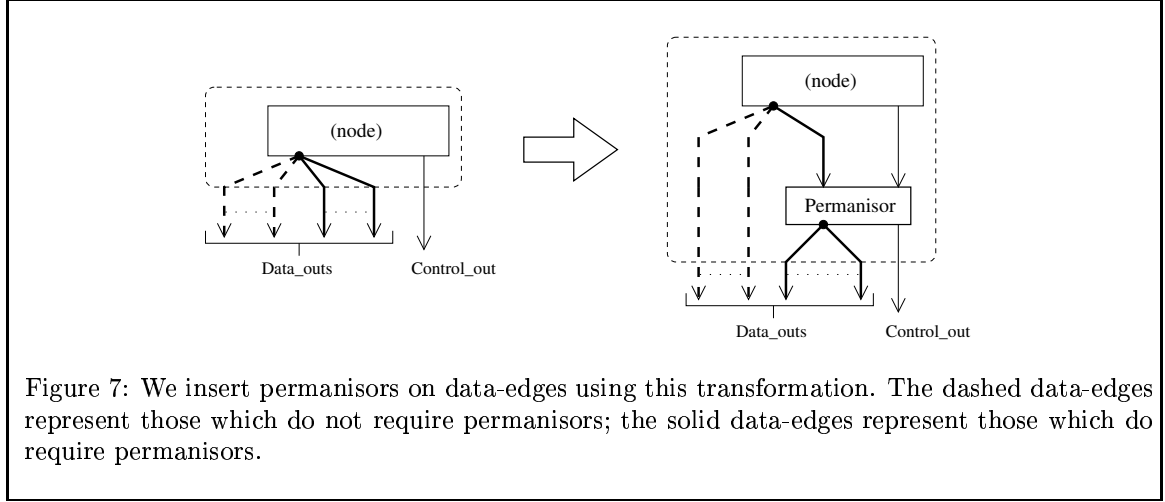 (node)
Data_outs
Control_out
(node)
Permanisor
Data_outs
Control_out
Figure 7: We insert permanisors on data-edges using this transformation. The dashed data-edges
represent those which do not require permanisors; the solid data-edges represent those which do
require permanisors.